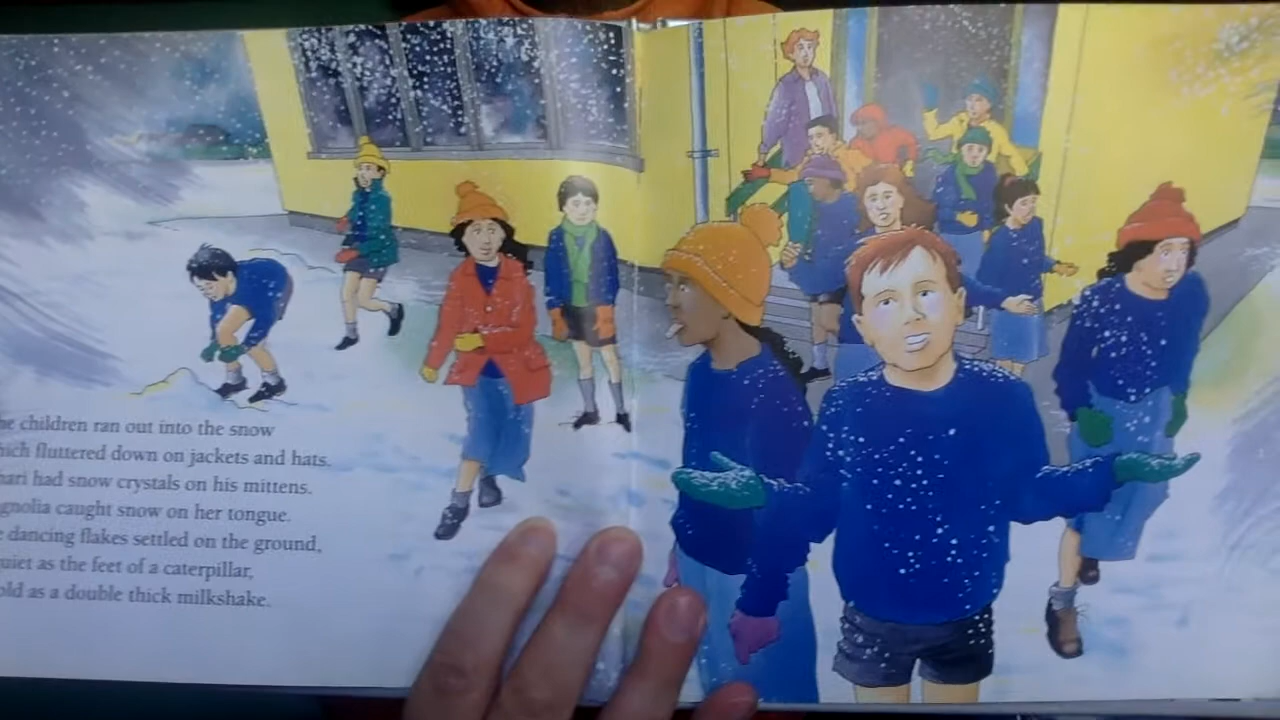 he children ran out into the snow
hich fluttered down on jackets and hats.
hari had snow crystals on his mittens.
gnolia caught snow on her tongue.
e dancing flakes settled on the ground,
uiet as the feet of a caterpillar,
old as a double thick milkshake.